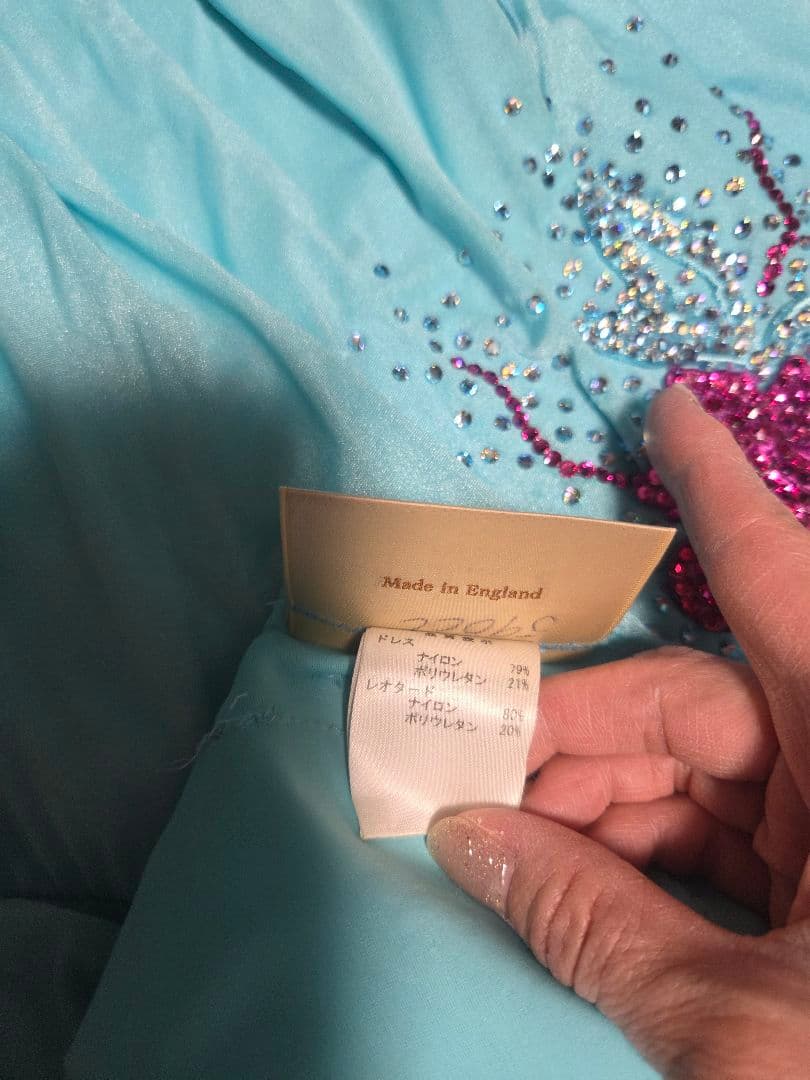 Made in England
ドレス
ナイロン 79%
ポリウレタン 21%
レオタード
ナイロン 80%
ポリウレタン 20%